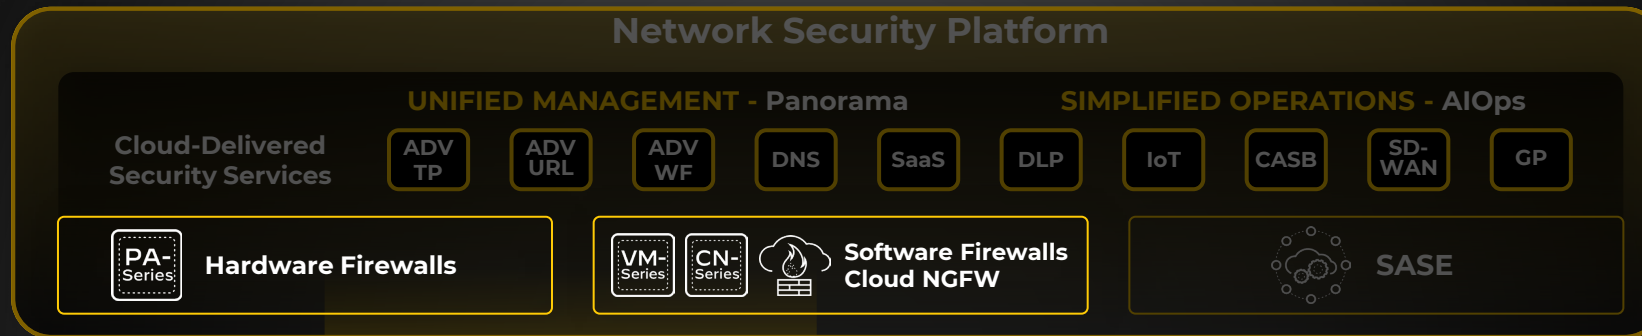 Network Security Platform
UNIFIED MANAGEMENT - Panorama
SIMPLIFIED OPERATIONS - AIOps
Cloud-Delivered
Security Services
ADV
TP
ADV
URL
ADV
WF
DNS
SaaS
DLP
IoT
CASB
SD-
WAN
GP
PA-
Series
Hardware Firewalls
VM-
Series
CN-
Series
Software Firewalls
Cloud NGFW
SASE